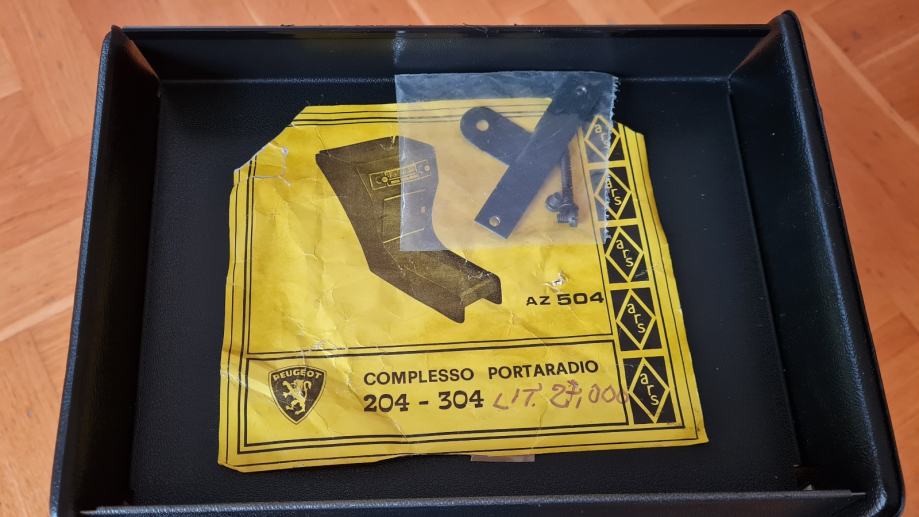 ars
ars
ars
ars
ars
AZ 504
PEUGEOT
COMPLESSO PORTARADIO
204 - 304 LIT. 27,000